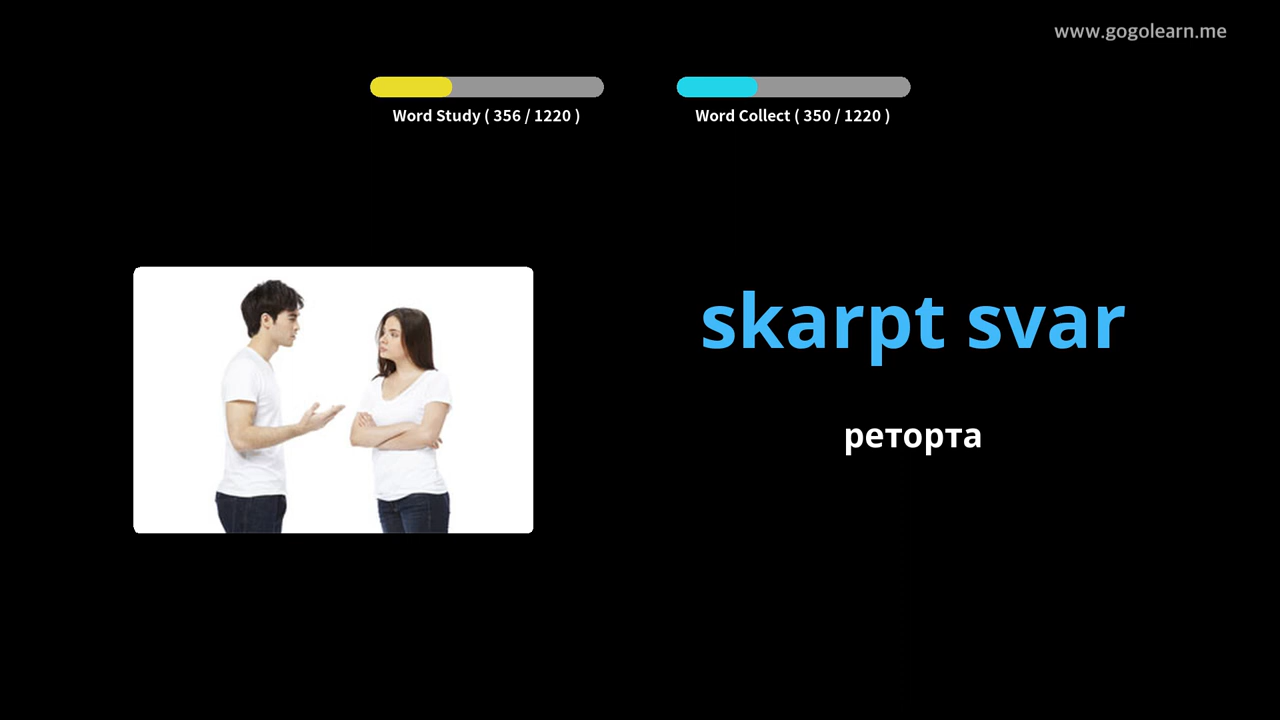 www.gogolearn.me
Word Study ( 356 / 1220 )
Word Collect ( 350 / 1220 )
skarpt svar
реторта